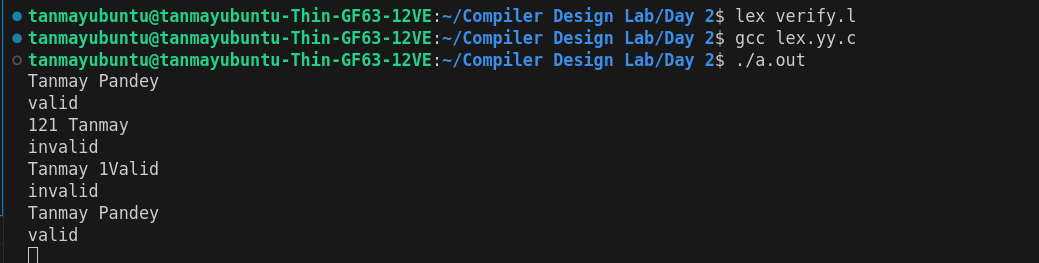 tanmayubuntu@tanmayubuntu-Thin-GF63-12VE:~/Compiler Design Lab/Day 2$ lex verify.l
tanmayubuntu@tanmayubuntu-Thin-GF63-12VE:~/Compiler Design Lab/Day 2$ gcc lex.yy.c
tanmayubuntu@tanmayubuntu-Thin-GF63-12VE:~/Compiler Design Lab/Day 2$ ./a.out
Tanmay Pandey
valid
121 Tanmay
invalid
Tanmay 1Valid
invalid
Tanmay Pandey
valid